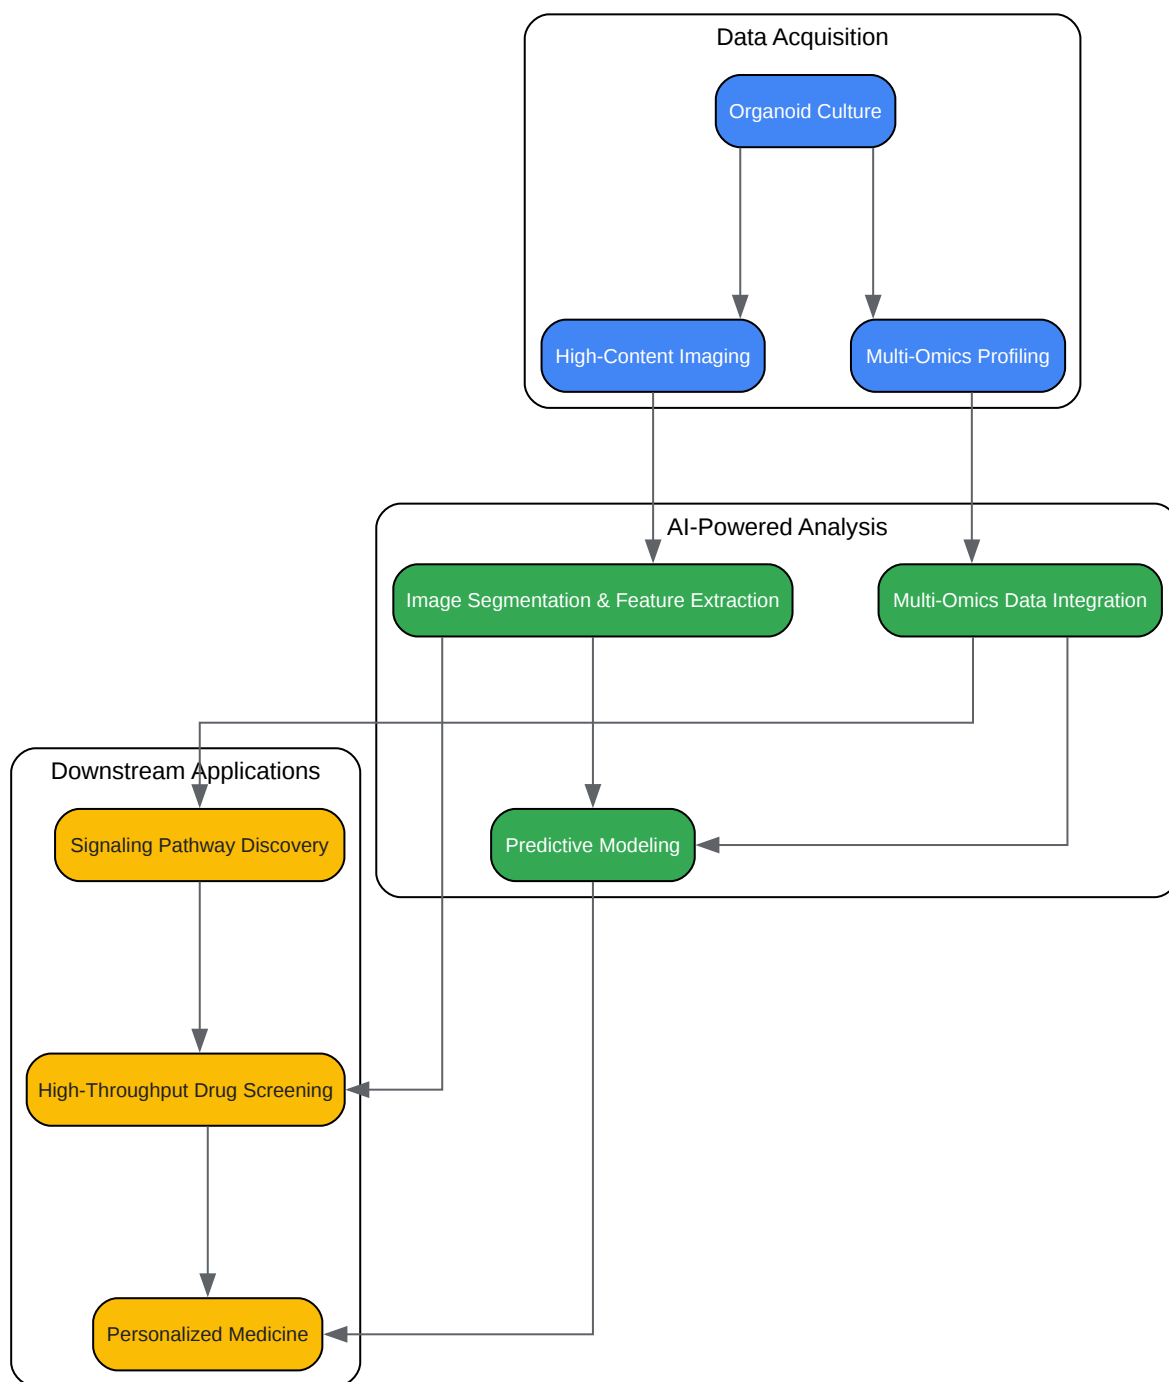 Data Acquisition
Organoid Culture
High-Content Imaging
Multi-Omics Profiling
AI-Powered Analysis
Image Segmentation & Feature Extraction
Multi-Omics Data Integration
Downstream Applications
Signaling Pathway Discovery
Predictive Modeling
High-Throughput Drug Screening
Personalized Medicine